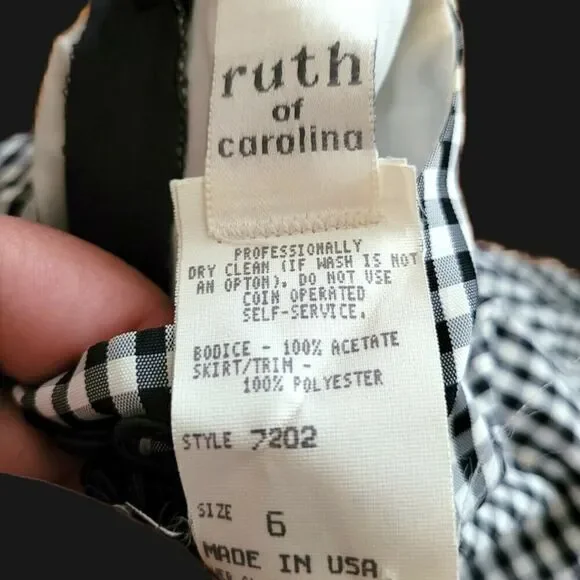 ruth
of
carolina
PROFESSIONALLY
DRY CLEAN (IF WASH IS NOT
AN OPTON). DO NOT USE
COIN OPERATED
SELF-SERVICE.
BODICE - 100% ACETATE
SKIRT/TRIM -
100% POLYESTER
STYLE 7202
SIZE 6
MADE IN USA